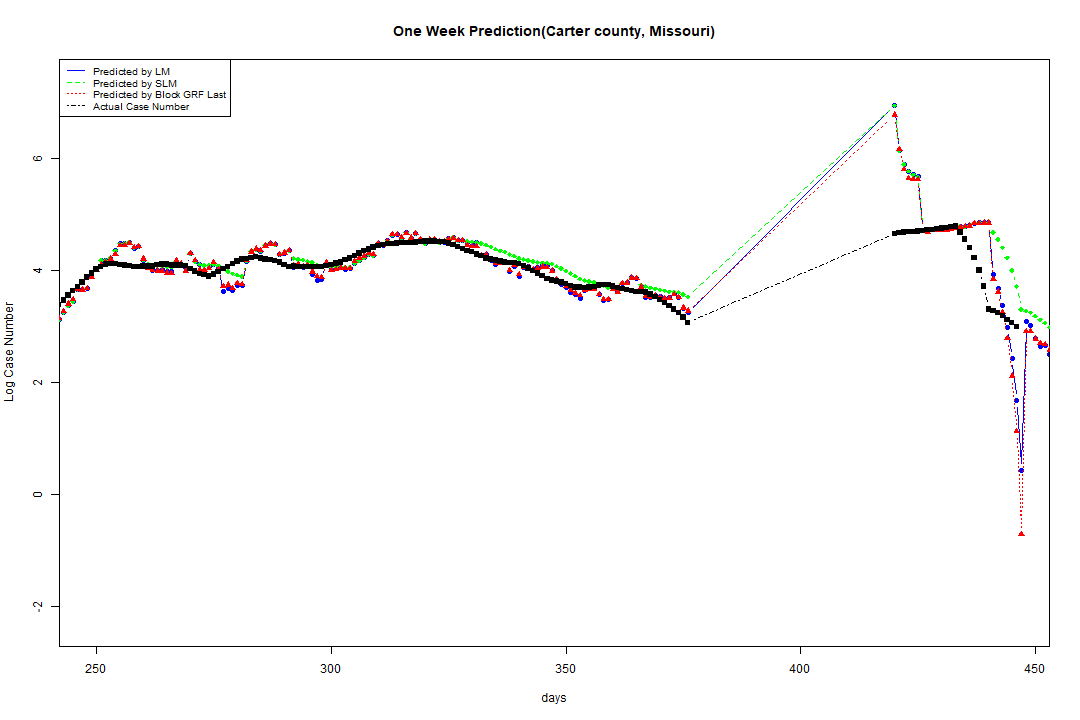 One Week Prediction(Carter county, Missouri)
Predicted by LM
Predicted by SLM
Predicted by Block GRF Last
Actual Case Number
Log Case Number
6
4
2
0
-2
250
300
350
400
450
days